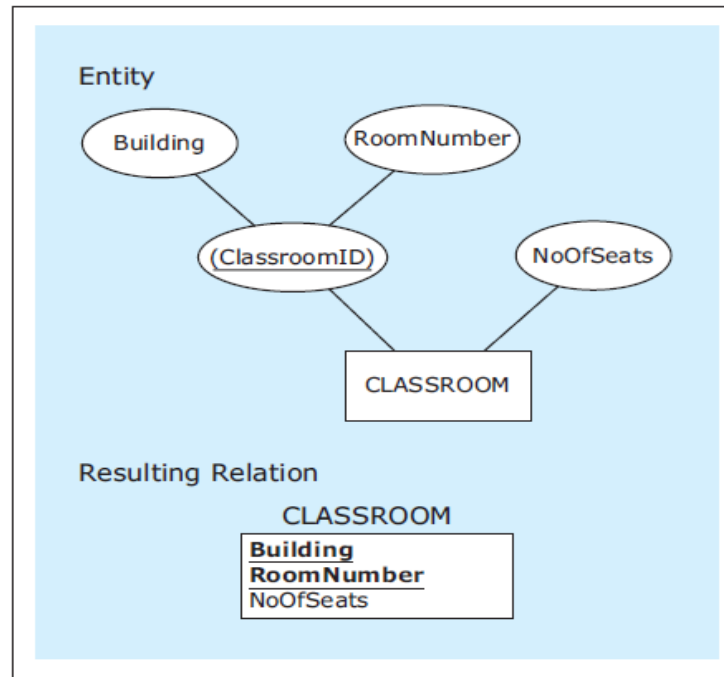 Entity
Building
RoomNumber
(ClassroomID)
NoOfSeats
CLASSROOM
Resulting Relation
CLASSROOM
Building
RoomNumber
NoOfSeats